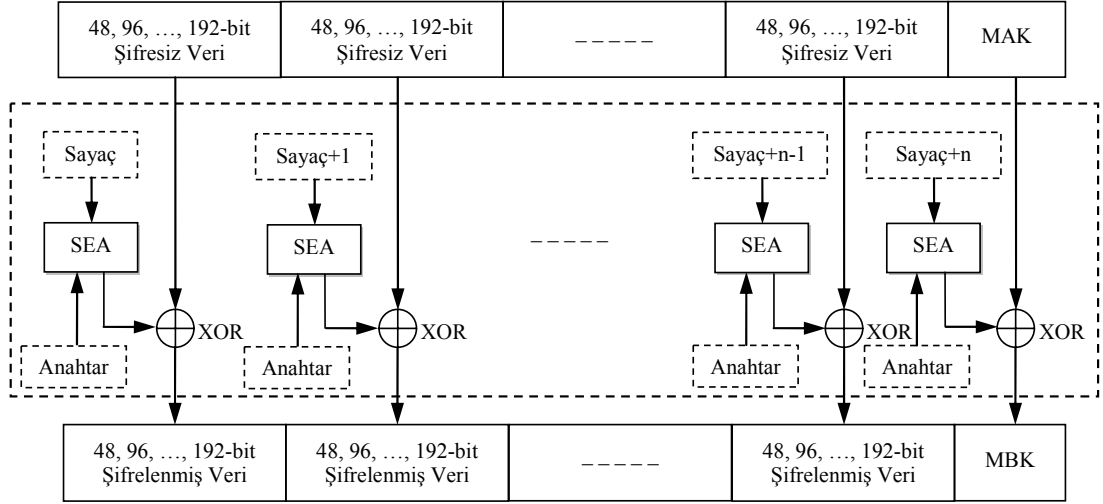 48, 96, …, 192-bit
Şifresiz Veri
48, 96, …, 192-bit
Şifresiz Veri
– – – – –
48, 96, …, 192-bit
Şifresiz Veri
MAK
Sayaç
Sayaç+1
Sayaç+n-1
Sayaç+n
SEA
SEA
– – – – –
SEA
SEA
XOR
XOR
XOR
XOR
Anahtar
Anahtar
Anahtar
Anahtar
48, 96, …, 192-bit
Şifrelenmiş Veri
48, 96, …, 192-bit
Şifrelenmiş Veri
– – – – –
48, 96, …, 192-bit
Şifrelenmiş Veri
MBK